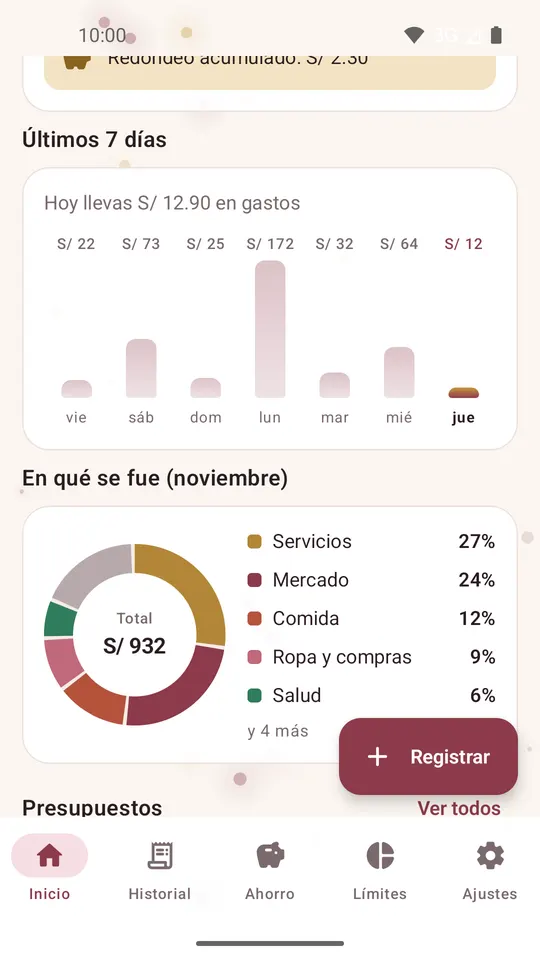 10:00
Redondeo acumulado: S/ 2.30
Últimos 7 días
Hoy llevas S/ 12.90 en gastos
S/ 22 S/ 73 S/ 25 S/ 172 S/ 32 S/ 64 S/ 12
vie sáb dom lun mar mié jue
En qué se fue (noviembre)
Total
S/ 932
Servicios 27%
Mercado 24%
Comida 12%
Ropa y compras 9%
Salud 6%
y 4 más
+ Registrar
Presupuestos Ver todos
Inicio Historial Ahorro Límites Ajustes